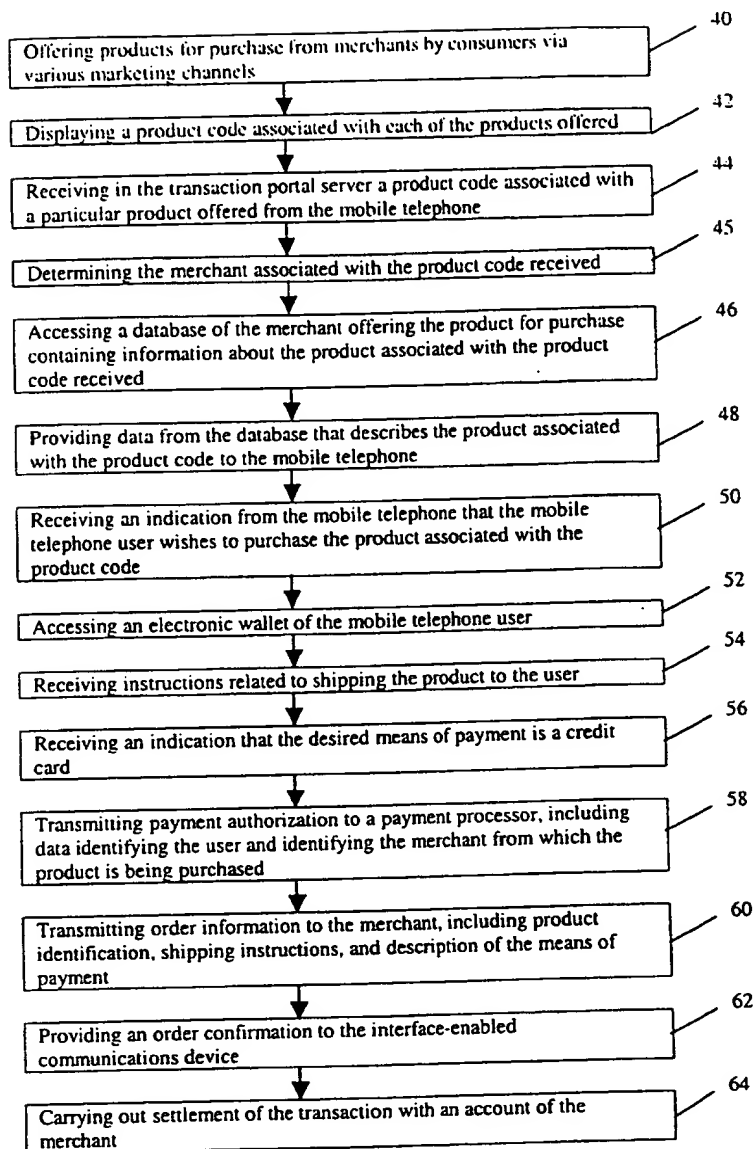 40
Offering products for purchase from merchants by consumers via
various marketing channels
42
Displaying a product code associated with each of the products offered
44
Receiving in the transaction portal server a product code associated with
a particular product offered from the mobile telephone
45
Determining the merchant associated with the product code received
46
Accessing a database of the merchant offering the product for purchase
containing information about the product associated with the product
code received
48
Providing data from the database that describes the product associated
with the product code to the mobile telephone
50
Receiving an indication from the mobile telephone that the mobile
telephone user wishes to purchase the product associated with the
product code
52
Accessing an electronic wallet of the mobile telephone user
54
Receiving instructions related to shipping the product to the user
56
Receiving an indication that the desired means of payment is a credit
card
58
Transmitting payment authorization to a payment processor, including
data identifying the user and identifying the merchant from which the
product is being purchased
60
Transmitting order information to the merchant, including product
identification, shipping instructions, and description of the means of
payment
62
Providing an order confirmation to the interface-enabled
communications device
64
Carrying out settlement of the transaction with an account of the
merchant